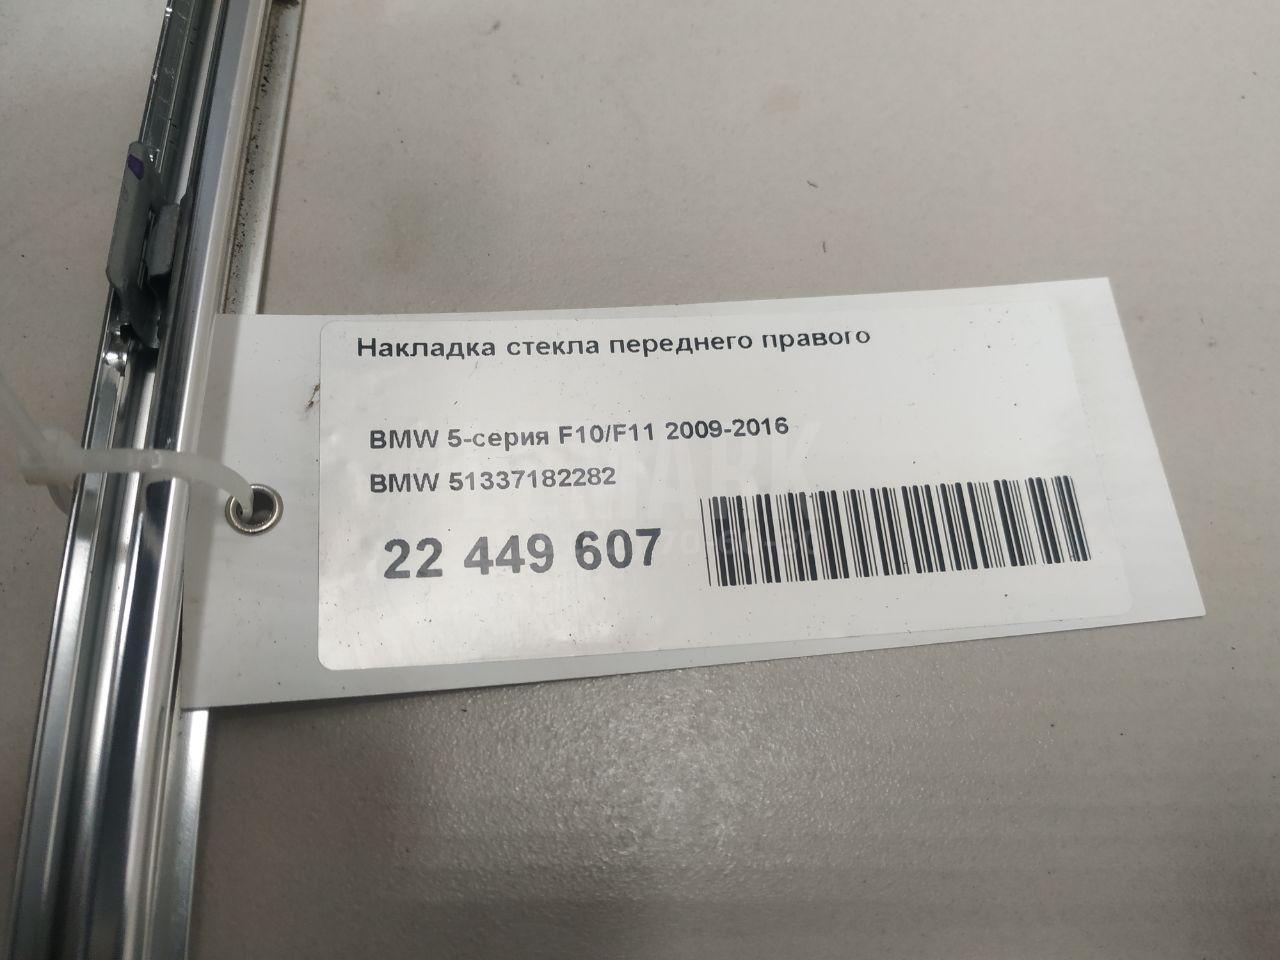 Накладка стекла переднего правого
BMW 5-серия F10/F11 2009-2016
BMW 51337182282
22 449 607